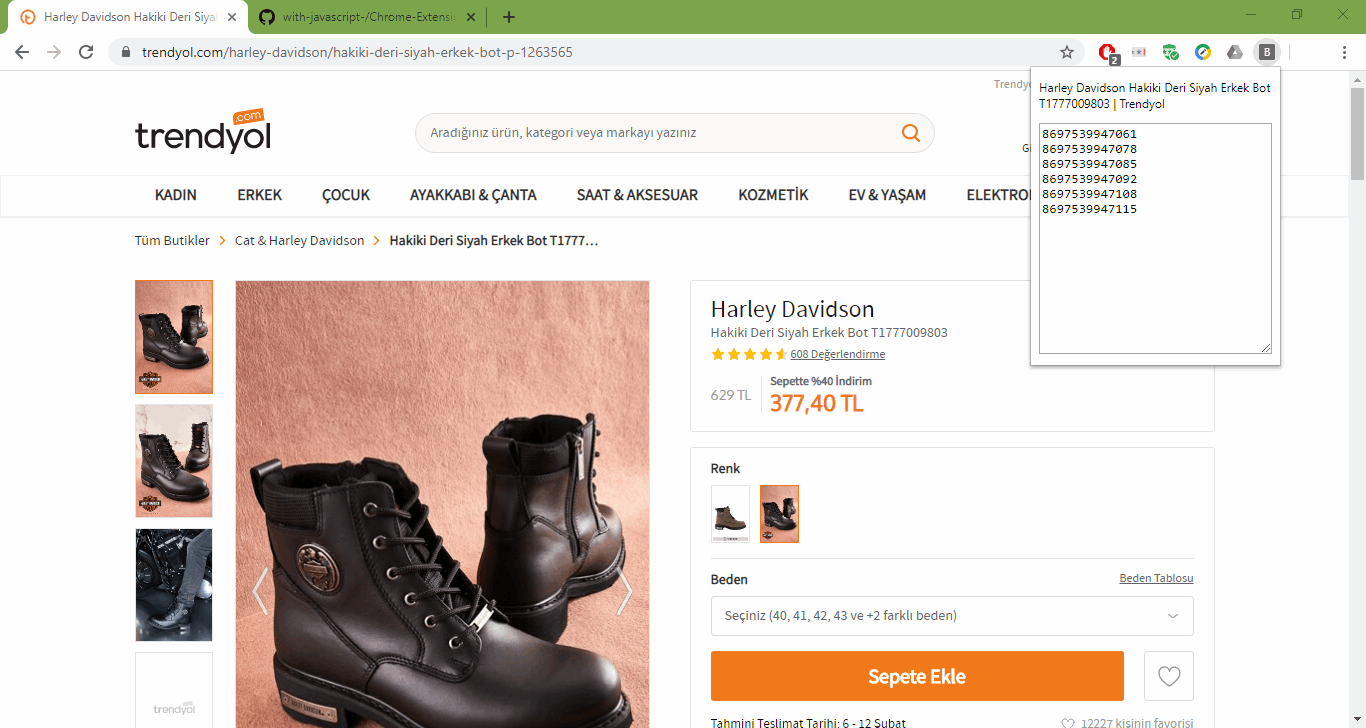 Harley Davidson Hakiki Deri Siya
with-javascript-/Chrome-Extensi
trendyol.com/harley-davidson/hakiki-deri-siyah-erkek-bot-p-1263565
2
B
Harley Davidson Hakiki Deri Siyah Erkek Bot
T1777009803 | Trendyol
8697539947061
8697539947078
8697539947085
8697539947092
8697539947108
8697539947115
Trendyo
trendyol
.com
Aradığınız ürün, kategori veya markayı yazınız
Gi
KADIN ERKEK ÇOCUK AYAKKABI & ÇANTA SAAT & AKSESUAR KOZMETİK EV & YAŞAM ELEKTRO
Tüm Butikler > Cat & Harley Davidson > Hakiki Deri Siyah Erkek Bot T1777...
Harley Davidson
Hakiki Deri Siyah Erkek Bot T1777009803
608 Değerlendirme
629 TL
Sepette %40 İndirim
377,40 TL
Renk
Beden
Beden Tablosu
Seçiniz (40, 41, 42, 43 ve +2 farklı beden)
Sepete Ekle
Tahmini Teslimat Tarihi: 6 - 12 Şubat
12227 kişinin favorisi
trendyol